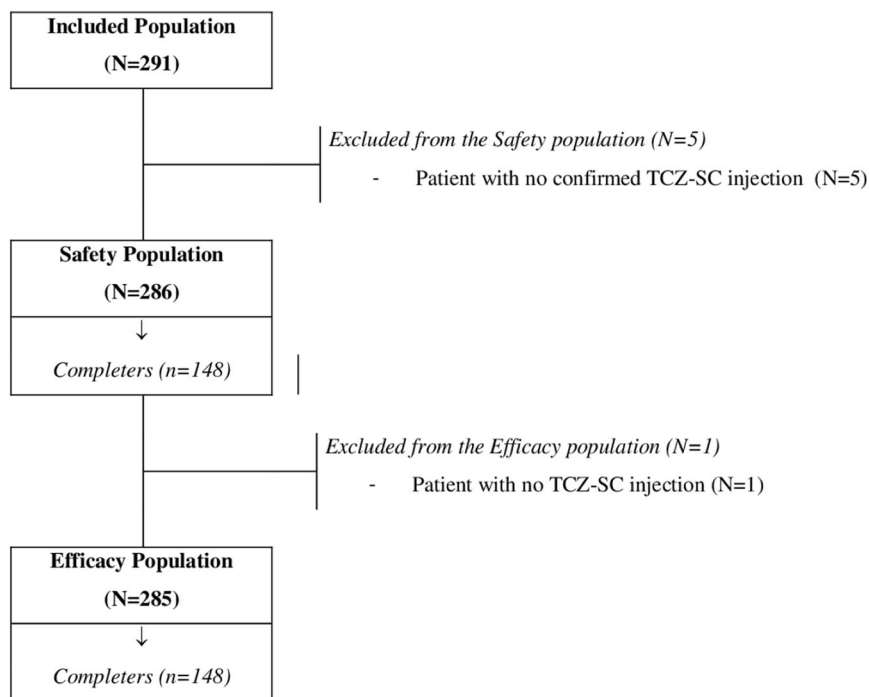 Included Population
(N=291)
Excluded from the Safety population (N=5)
- Patient with no confirmed TCZ-SC injection (N=5)
Safety Population
(N=286)
↓
Completers (n=148)
Excluded from the Efficacy population (N=1)
- Patient with no TCZ-SC injection (N=1)
Efficacy Population
(N=285)
↓
Completers (n=148)